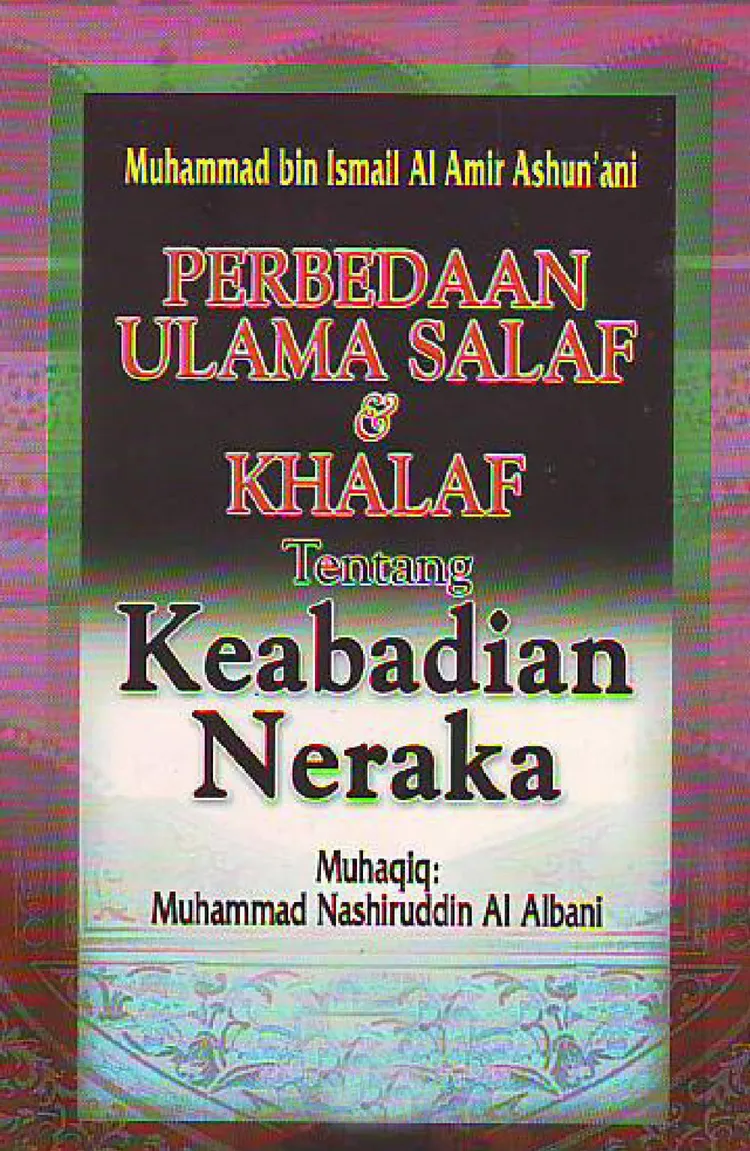 Muhammad bin Ismail Al Amir Ashun'ani
PERBEDAAN
ULAMA SALAF
&
KHALAF
Tentang
Keabadian
Neraka
Muhaqiq:
Muhammad Nashiruddin Al Albani